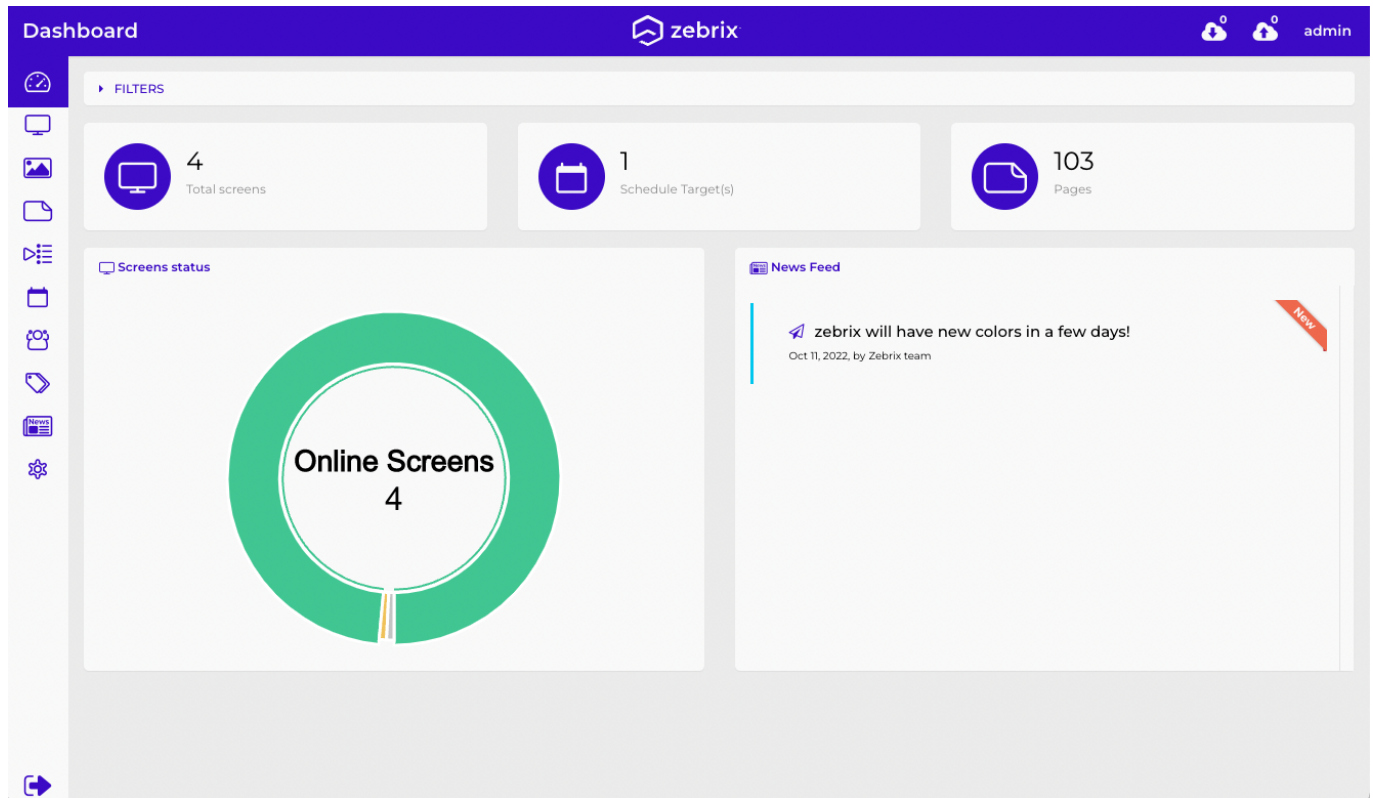 Dashboard
zebrix
0
0
admin
FILTERS
4
Total screens
1
Schedule Target(s)
103
Pages
Screens status
Online Screens
4
News Feed
zebrix will have new colors in a few days!
Oct 11, 2022, by Zebrix team
New
News